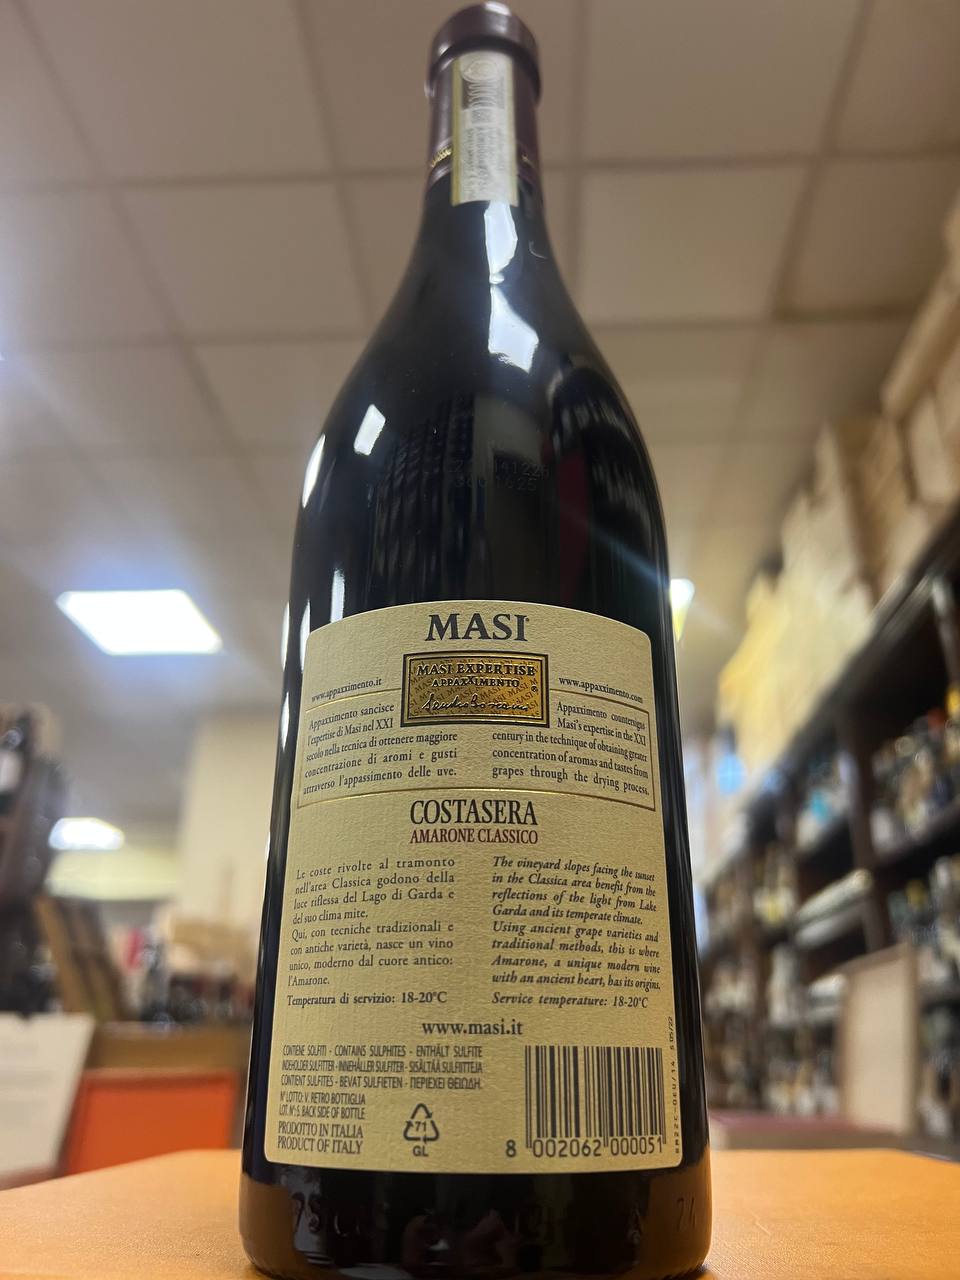 MASI
MASI EXPERTISE
APPAXXIMENTO
www.appaxximento.it
www.appaxximento.com
Appaxximento sancisce
l'expertise di Masi nel XXI
secolo nella tecnica di ottenere maggiore
concentrazione di aromi e gusti
attraverso l'appassimento delle uve.
Appaxximento countersigns
Masi's expertise in the XXI
century in the technique of obtaining greater
concentration of aromas and tastes from
grapes through the drying process.
COSTASERA
AMARONE CLASSICO
Le coste rivolte al tramonto
nell'area Classica godono della
luce riflessa del Lago di Garda e
del suo clima mite.
Qui, con tecniche tradizionali e
con antiche varietà, nasce un vino
unico, moderno dal cuore antico:
l'Amarone.
Temperatura di servizio: 18-20°C
The vineyard slopes facing the sunset
in the Classica area benefit from the
reflections of the light from Lake
Garda and its temperate climate.
Using ancient grape varieties and
traditional methods, this is where
Amarone, a unique modern wine
with an ancient heart, has its origins.
Service temperature: 18-20°C
www.masi.it
CONTIENE SOLFITI - CONTAINS SULPHITES - ENTHÄLT SULFITE
INDEHOLDER SULFITTER - INNEHÅLLER SULFITER - SISÄLTÄÄ SULFIITTEJA
CONTIENT SULFITES - BEVAT SULFIETEN - ΠΕΡΙΕΧΕΙ ΘΕΙΩΔΗ.
N° LOTTO: V. RETRO BOTTIGLIA
LOT. N°: S. BACK SIDE OF BOTTLE
PRODOTTO IN ITALIA
PRODUCT OF ITALY
71
GL
8 002062 000051